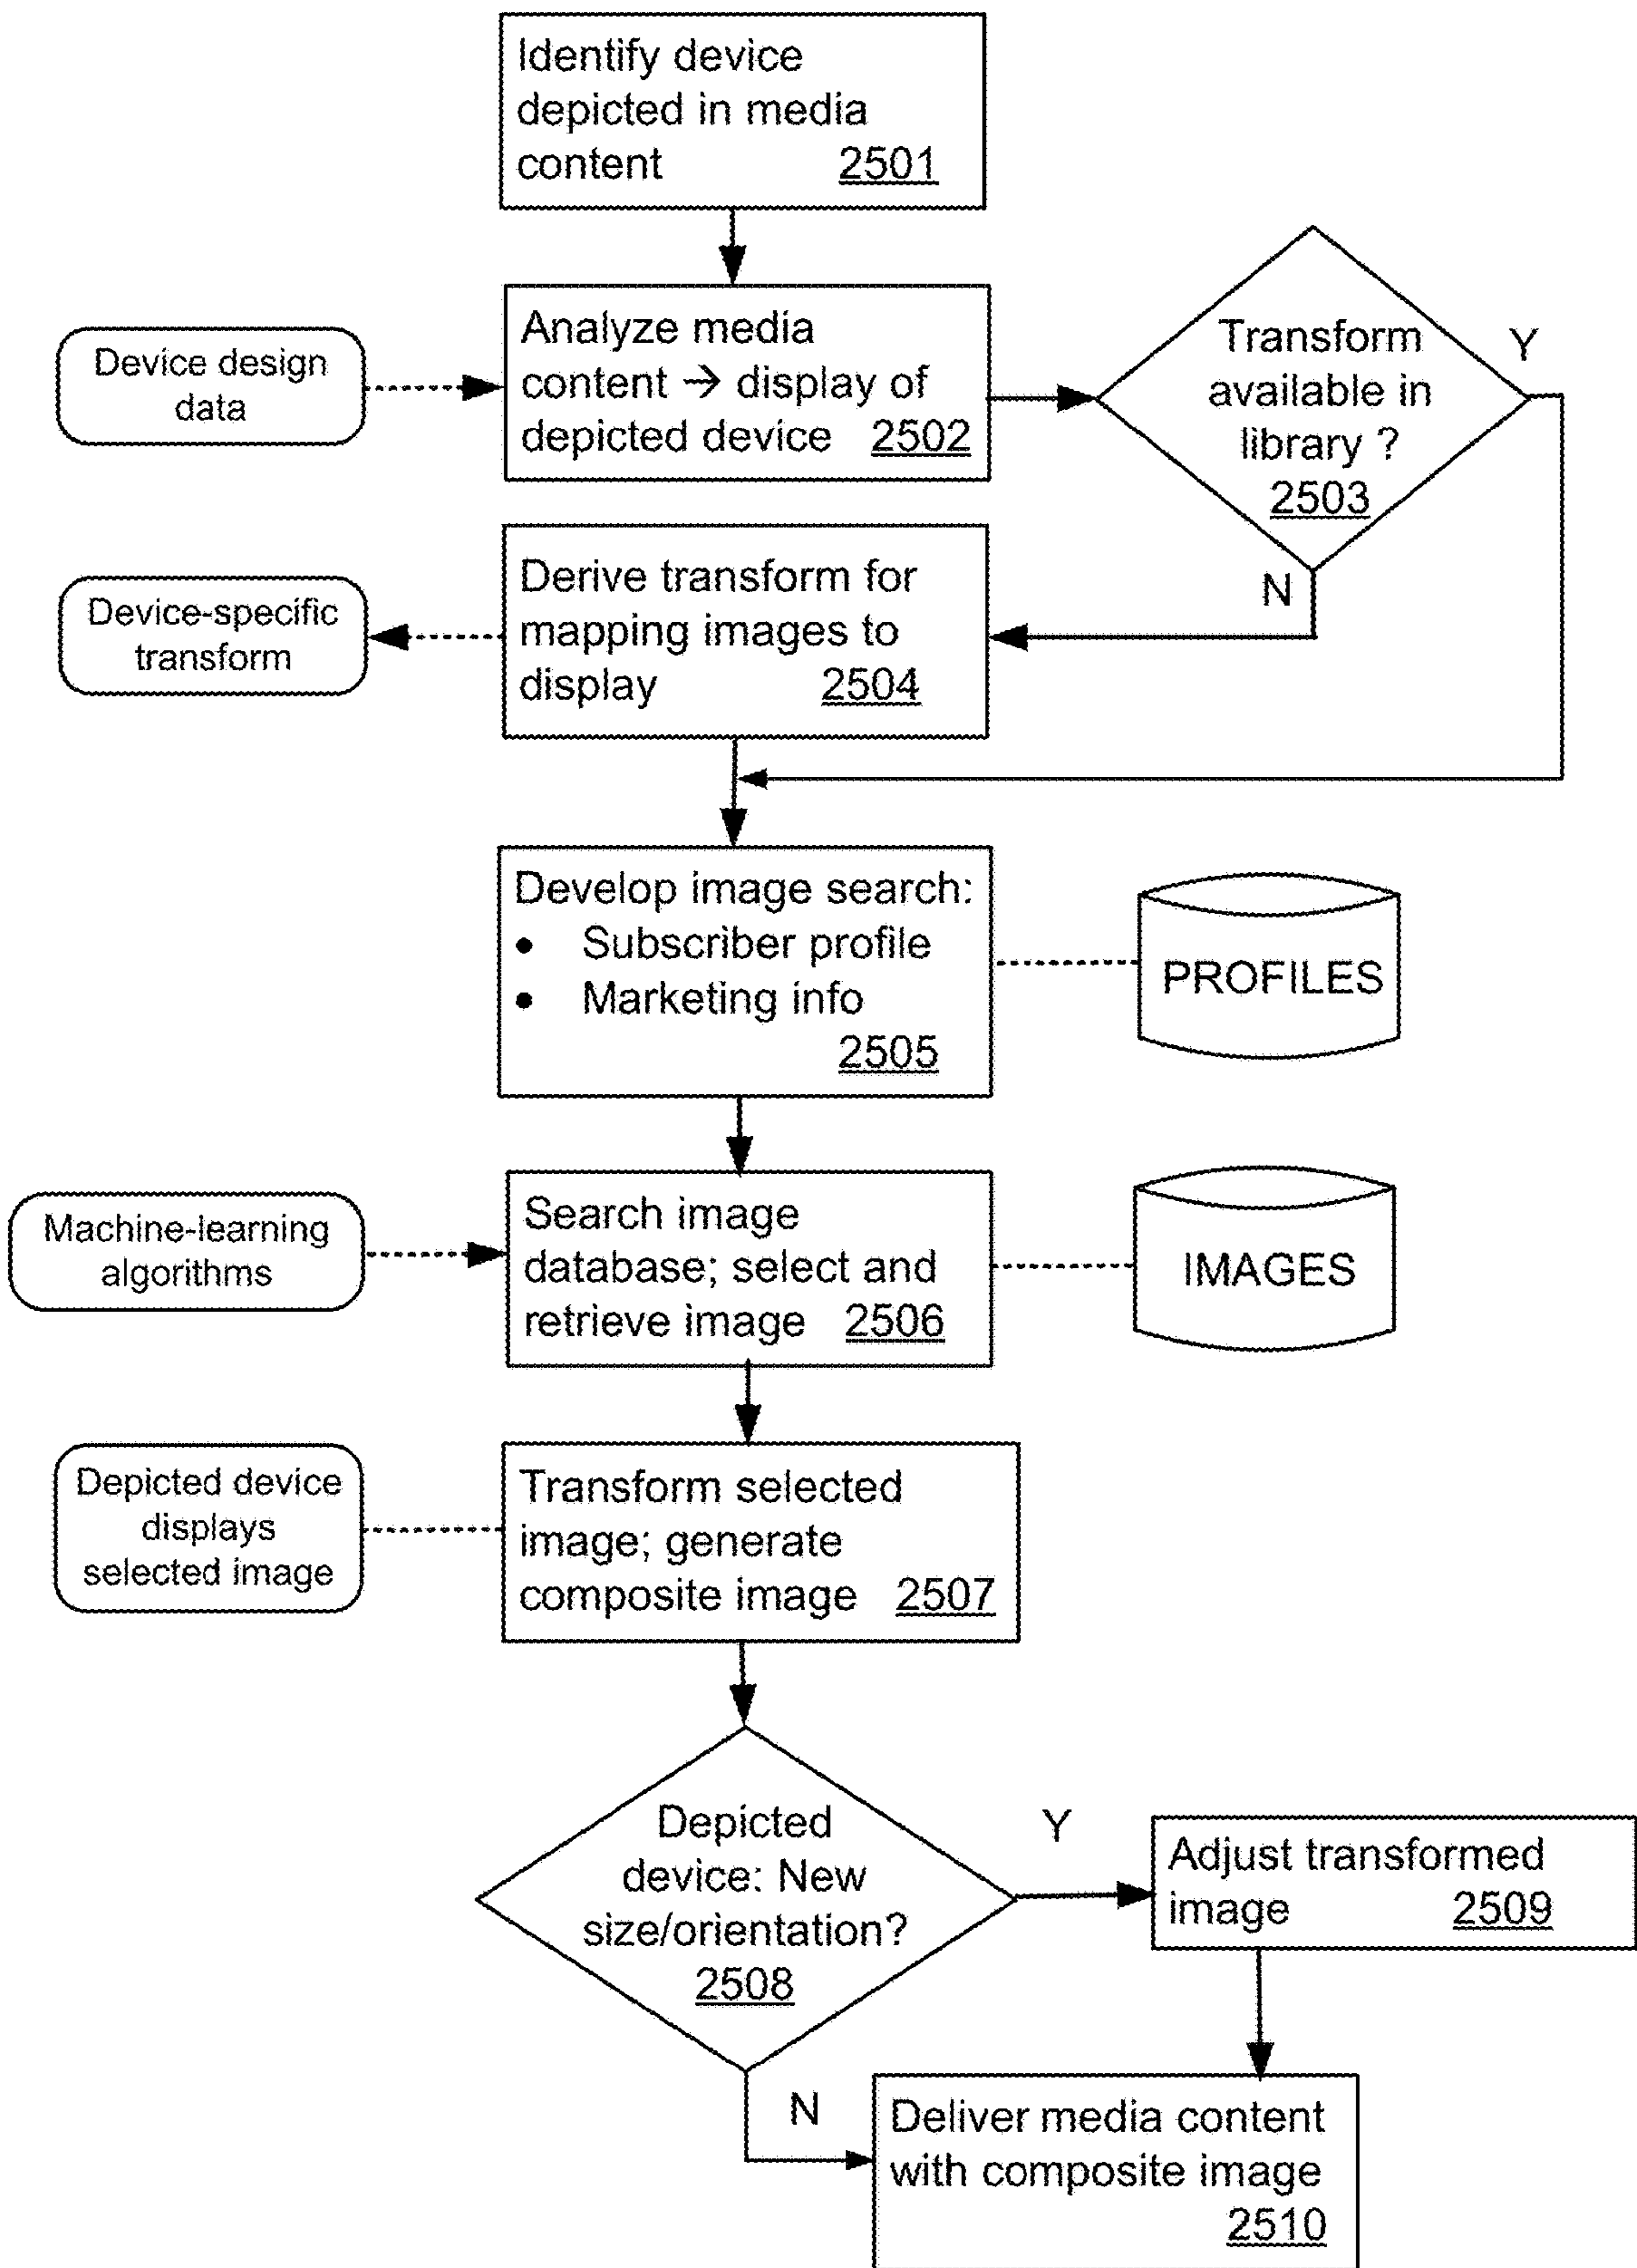 Identify device
depicted in media
content 2501
Analyze media
content → display of
depicted device 2502
Device design
data
Transform
available in
library ?
2503
Y
N
Derive transform for
mapping images to
display 2504
Device-specific
transform
Develop image search:
• Subscriber profile
• Marketing info
2505
PROFILES
Search image
database; select and
retrieve image 2506
Machine-learning
algorithms
IMAGES
Transform selected
image; generate
composite image 2507
Depicted device
displays
selected image
Depicted
device: New
size/orientation?
2508
Y
Adjust transformed
image 2509
N
Deliver media content
with composite image
2510